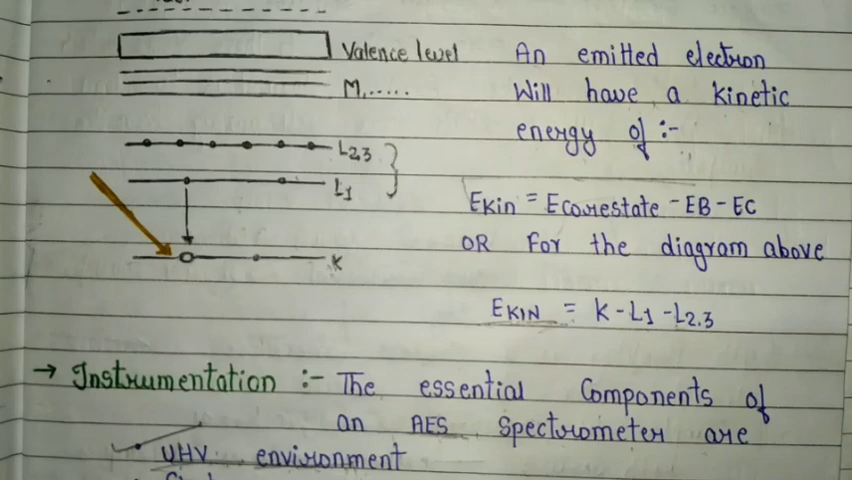 Valence level
M,.....
L2,3
L1
K
An emitted electron
Will have a kinetic
energy of :-
EKin = Ecorestate - EB - EC
OR For the diagram above
EKIN = K - L1 - L2.3
→ Instrumentation :- The essential Components of
an AES Spectrometer are
• UHV environment